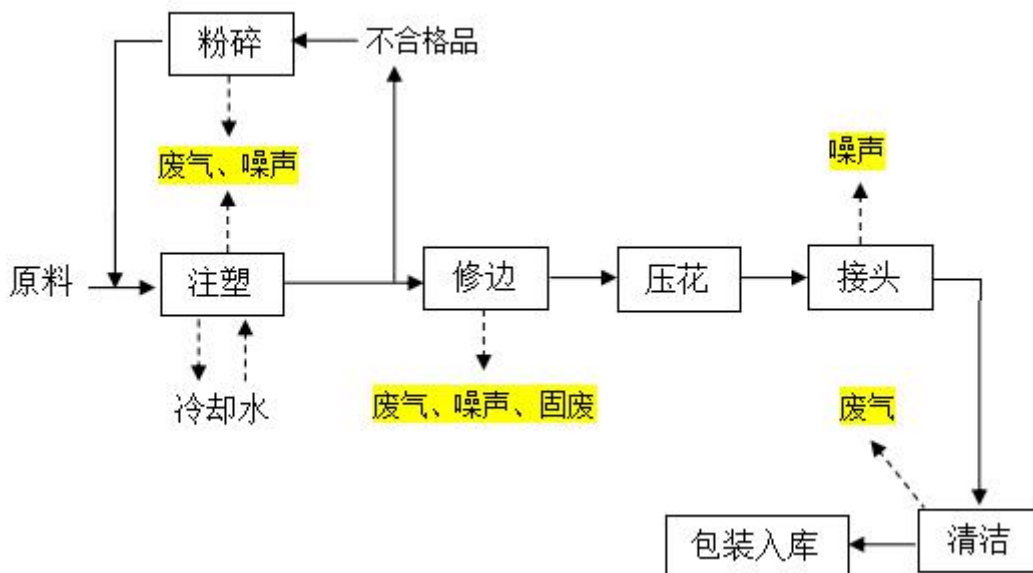 粉碎
不合格品
废气、噪声
噪声
原料
注塑
修边
压花
接头
冷却水
废气、噪声、固废
废气
包装入库
清洁